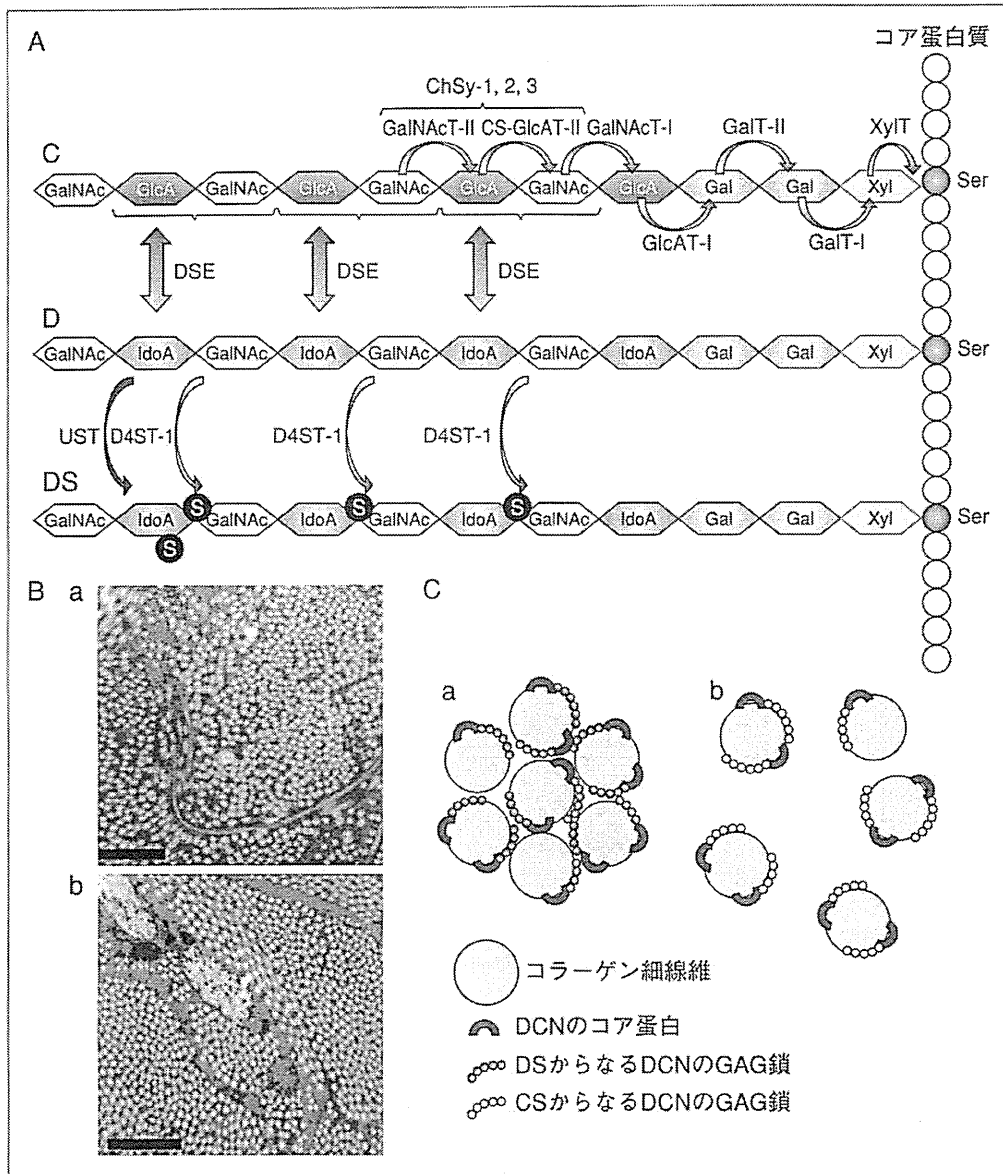 A
コア蛋白質
ChSy-1, 2, 3
GalNAcT-II CS-GlcAT-II GalNAcT-I GalT-II XylT
C
GalNAc GlcA GalNAc GlcA GalNAc GlcA GalNAc GlcA Gal Gal Xyl Ser
GlcAT-I GalT-I
DSE DSE DSE
D
GalNAc IdoA GalNAc IdoA GalNAc IdoA GalNAc IdoA Gal Gal Xyl Ser
UST D4ST-1 D4ST-1 D4ST-1
DS
S S S
GalNAc IdoA GalNAc IdoA GalNAc IdoA GalNAc IdoA Gal Gal Xyl Ser
S
B a
b
C
a b
コラーゲン細線維
DCNのコア蛋白
DSからなるDCNのGAG鎖
CSからなるDCNのGAG鎖